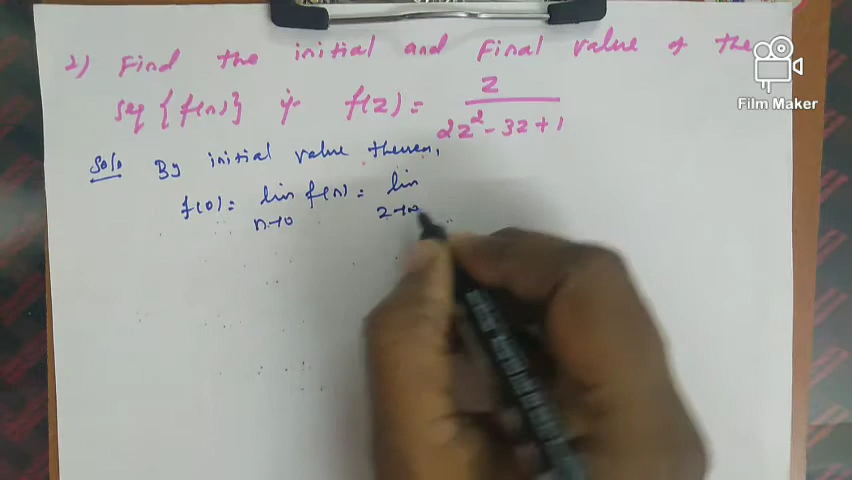 2) Find the initial and Final value of the
seq {f(n)} if f(z) = z / 2z² - 3z + 1
Film Maker
Soln By initial value theorem,
f(0) = lim n→0 f(n) = lim z→∞